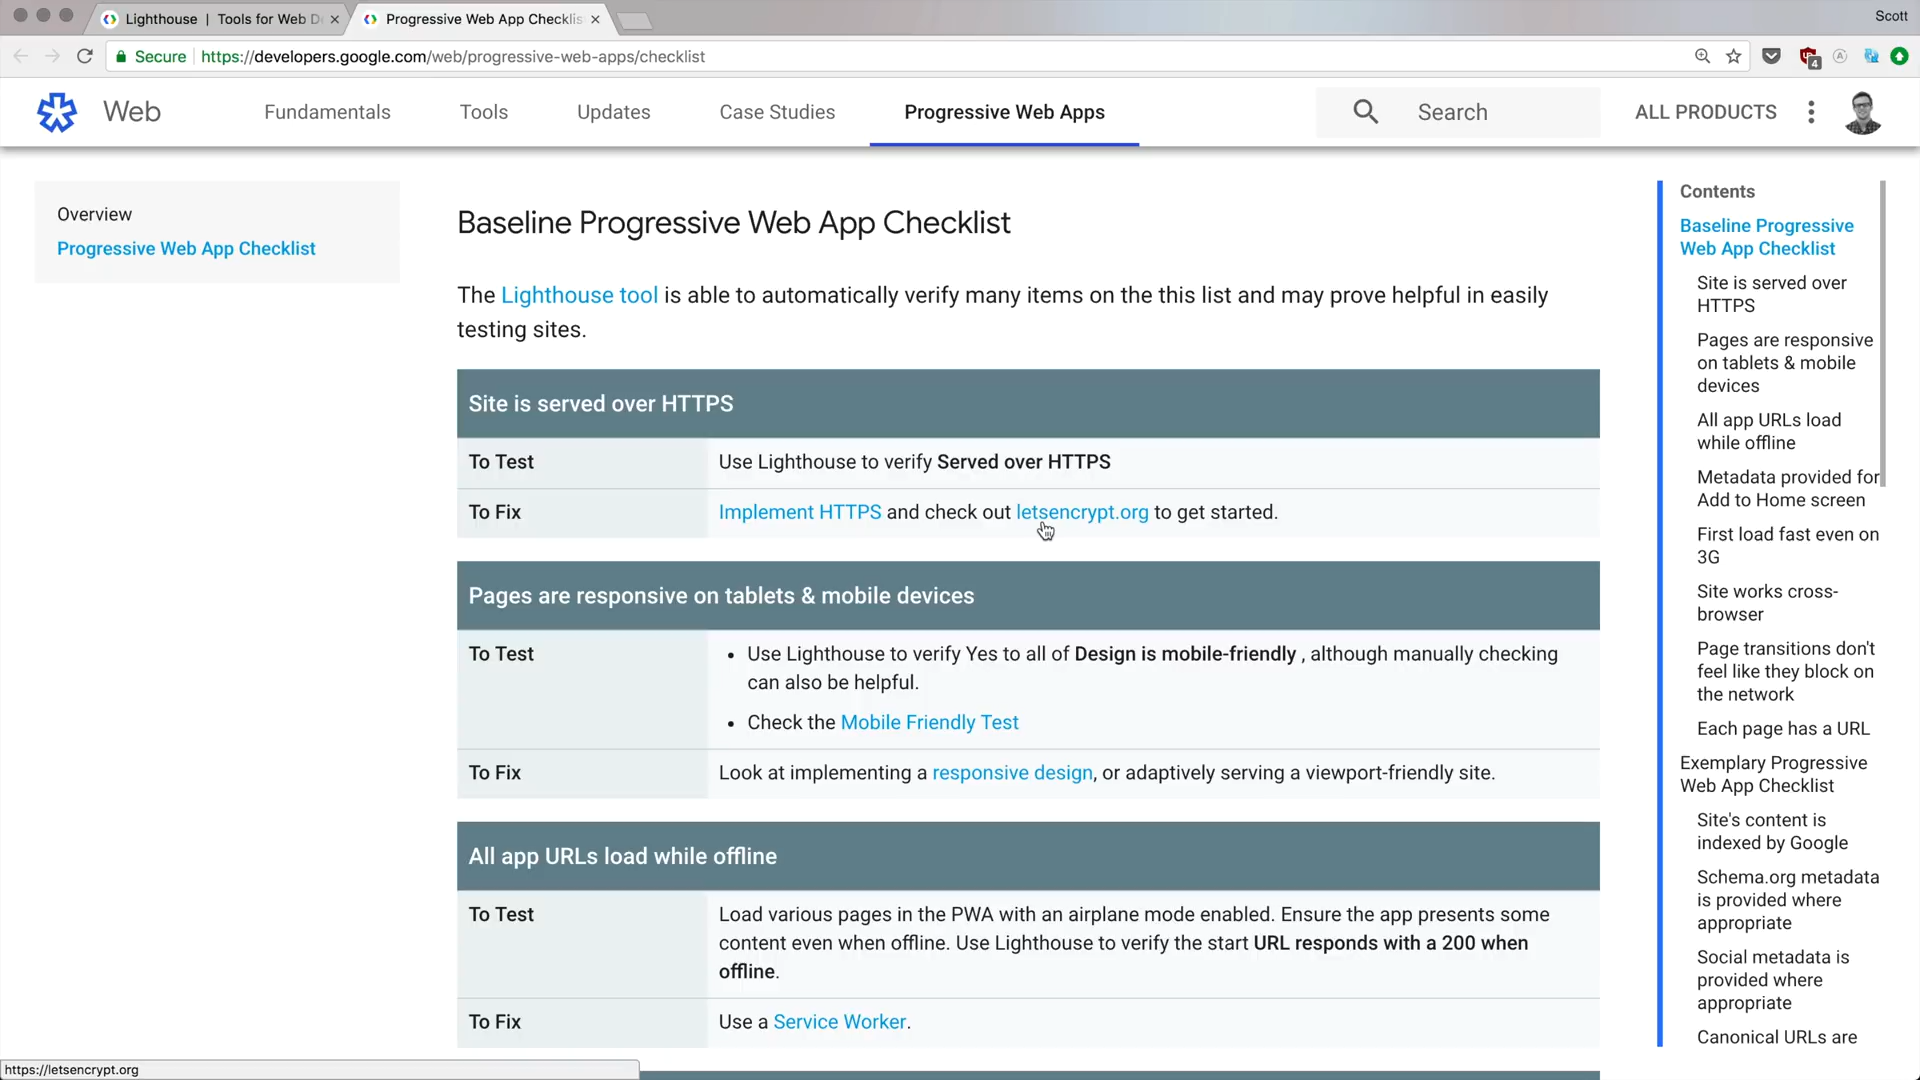 Lighthouse | Tools for Web D
Progressive Web App Checklis
Scott
Secure
https://developers.google.com/web/progressive-web-apps/checklist
4
Web
Fundamentals
Tools
Updates
Case Studies
Progressive Web Apps
Search
ALL PRODUCTS
Overview
Progressive Web App Checklist
Baseline Progressive Web App Checklist
The Lighthouse tool is able to automatically verify many items on the this list and may prove helpful in easily
testing sites.
Site is served over HTTPS
To Test
Use Lighthouse to verify Served over HTTPS
To Fix
Implement HTTPS and check out letsencrypt.org to get started.
Pages are responsive on tablets & mobile devices
To Test
• Use Lighthouse to verify Yes to all of Design is mobile-friendly , although manually checking
can also be helpful.
• Check the Mobile Friendly Test
To Fix
Look at implementing a responsive design, or adaptively serving a viewport-friendly site.
All app URLs load while offline
To Test
Load various pages in the PWA with an airplane mode enabled. Ensure the app presents some
content even when offline. Use Lighthouse to verify the start URL responds with a 200 when
offline.
To Fix
Use a Service Worker.
Contents
Baseline Progressive
Web App Checklist
Site is served over
HTTPS
Pages are responsive
on tablets & mobile
devices
All app URLs load
while offline
Metadata provided for
Add to Home screen
First load fast even on
3G
Site works cross-
browser
Page transitions don't
feel like they block on
the network
Each page has a URL
Exemplary Progressive
Web App Checklist
Site's content is
indexed by Google
Schema.org metadata
is provided where
appropriate
Social metadata is
provided where
appropriate
Canonical URLs are
https://letsencrypt.org